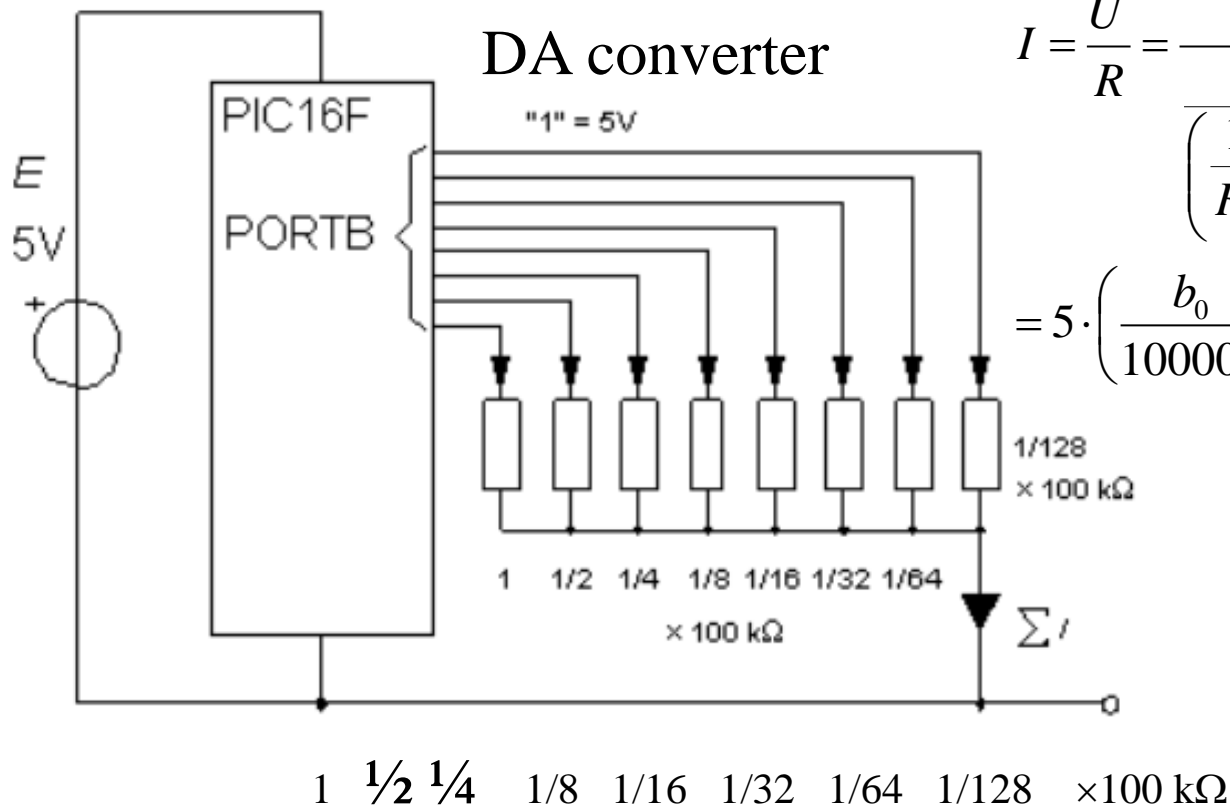 DA converter
I = U/R =
PIC16F
"1" = 5V
E
5V
+
PORTB
= 5·( b₀/10000
1/128
× 100 kΩ
1 1/2 1/4 1/8 1/16 1/32 1/64
× 100 kΩ
∑ I
1 ½ ¼ 1/8 1/16 1/32 1/64 1/128 ×100 kΩ